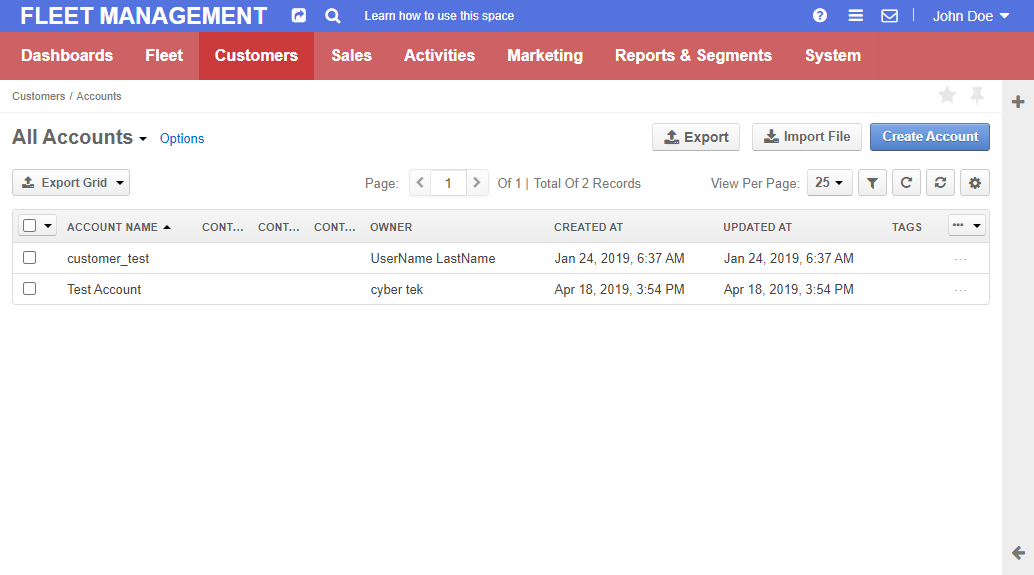 FLEET MANAGEMENT Learn how to use this space John Doe
Dashboards Fleet Customers Sales Activities Marketing Reports & Segments System
Customers / Accounts
All Accounts Options Export Import File Create Account
Export Grid Page: 1 Of 1 | Total Of 2 Records View Per Page: 25
ACCOUNT NAME CONT... CONT... CONT... OWNER CREATED AT UPDATED AT TAGS
customer_test UserName LastName Jan 24, 2019, 6:37 AM Jan 24, 2019, 6:37 AM ...
Test Account cyber tek Apr 18, 2019, 3:54 PM Apr 18, 2019, 3:54 PM ...